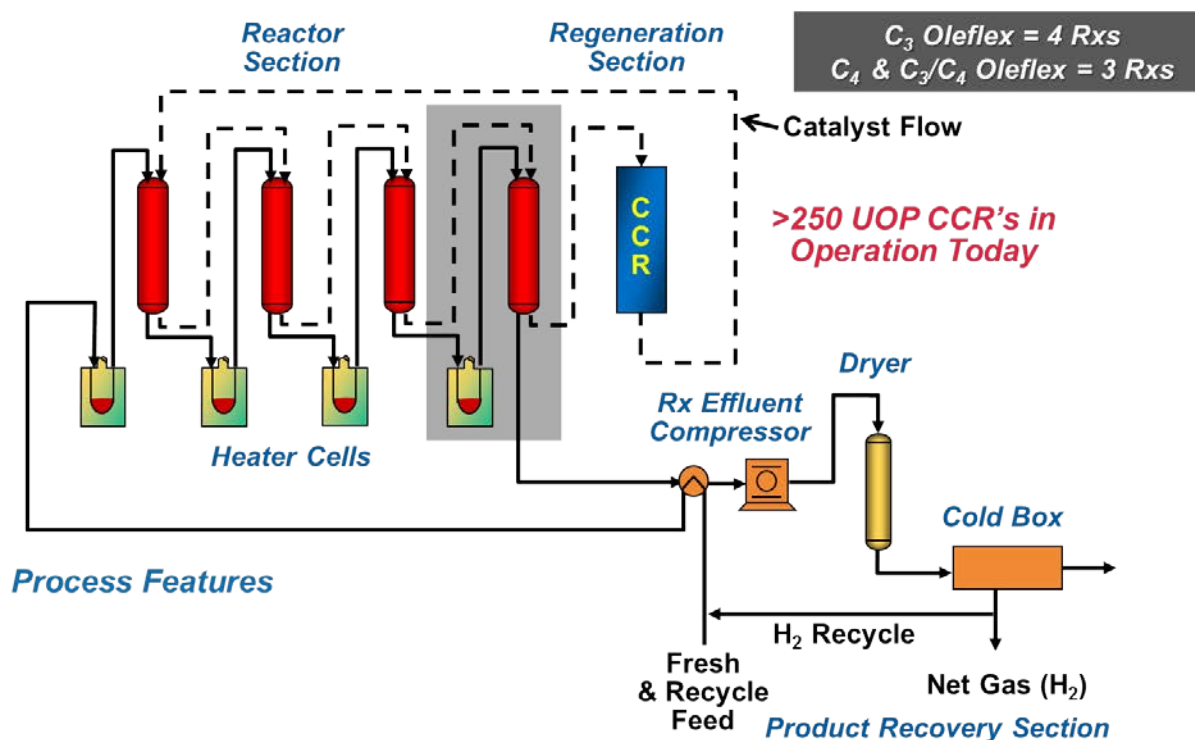 Reactor
Section
Regeneration
Section
C₃ Oleflex = 4 Rxs
C₄ & C₃/C₄ Oleflex = 3 Rxs
Catalyst Flow
C
C
R
>250 UOP CCR's in
Operation Today
Heater Cells
Rx Effluent
Compressor
Dryer
Cold Box
Process Features
H₂ Recycle
Fresh
& Recycle
Feed
Net Gas (H₂)
Product Recovery Section